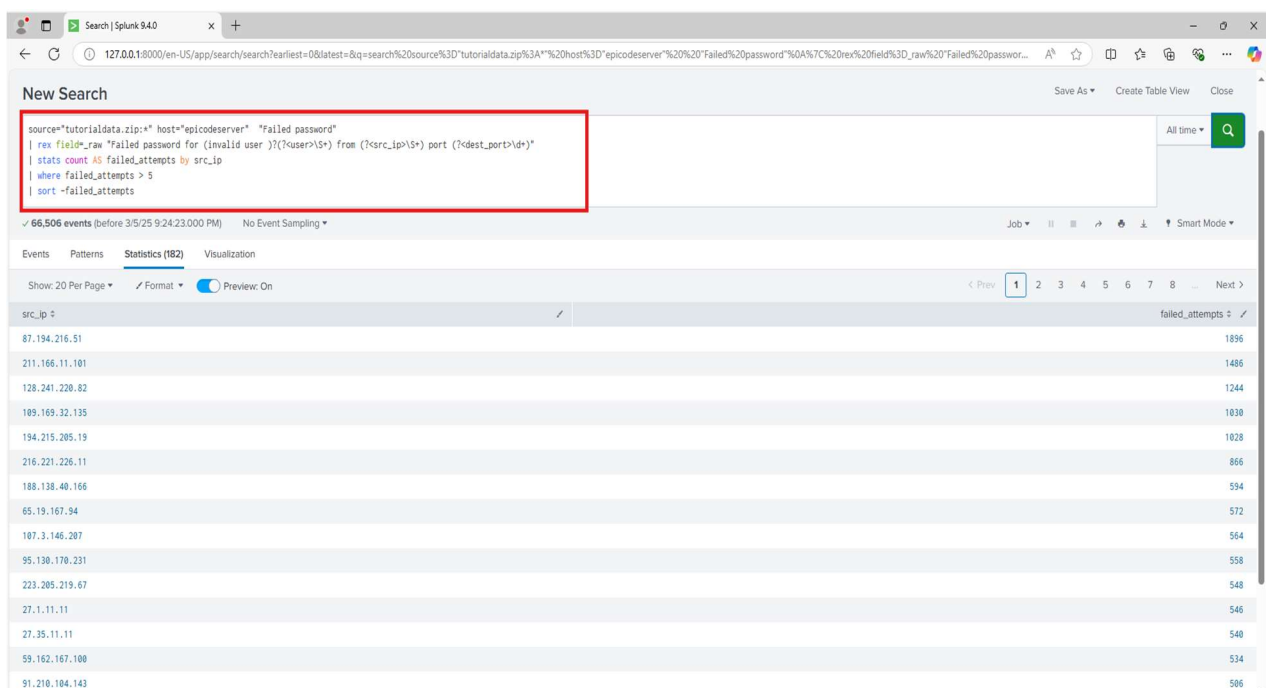 Search | Splunk 9.4.0
127.0.0.1:8000/en-US/app/search/search?earliest=0&latest=&q=search%20source%3D"tutorialdata.zip%3A*"%20host%3D"epicodeserver"%20%20"Failed%20password"%0A%7C%20rex%20field%3D_raw%20"Failed%20passwor...
New Search
Save As
Create Table View
Close
source="tutorialdata.zip:*" host="epicodeserver"  "Failed password"
| rex field=_raw "Failed password for (invalid user )?(?<user>\S+) from (?<src_ip>\S+) port (?<dest_port>\d+)"
| stats count AS failed_attempts by src_ip
| where failed_attempts > 5
| sort -failed_attempts
All time
66,506 events (before 3/5/25 9:24:23.000 PM)
No Event Sampling
Job
Smart Mode
Events
Patterns
Statistics (182)
Visualization
Show: 20 Per Page
Format
Preview: On
< Prev 1 2 3 4 5 6 7 8 ... Next >
src_ip
failed_attempts
87.194.216.51 1896
211.166.11.101 1486
128.241.220.82 1244
109.169.32.135 1030
194.215.205.19 1028
216.221.226.11 866
188.138.40.166 594
65.19.167.94 572
107.3.146.207 564
95.130.170.231 558
223.205.219.67 548
27.1.11.11 546
27.35.11.11 540
59.162.167.100 534
91.210.104.143 506